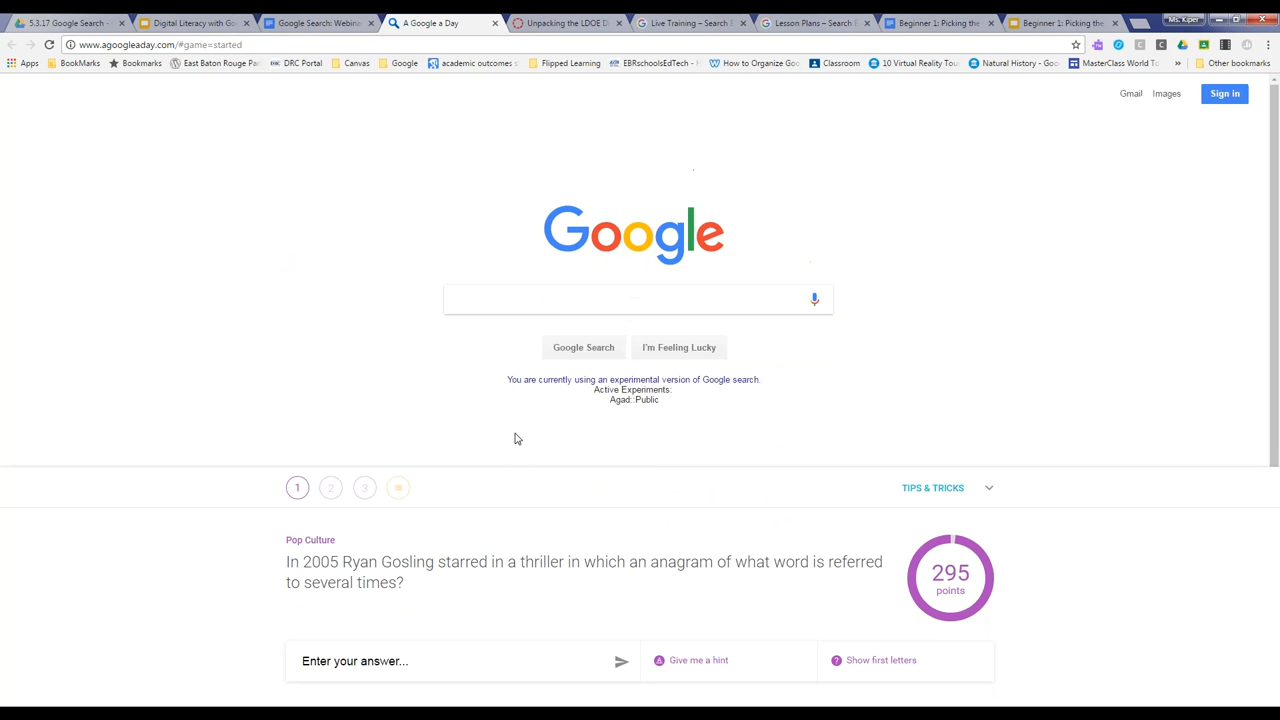 5.3.17 Google Search -
Digital Literacy with Go
Google Search: Webina
A Google a Day
Unpacking the LDOE D
Live Training – Search E
Lesson Plans – Search E
Beginner 1: Picking the
Beginner 1: Picking the
Ms. Kiper
www.agoogleaday.com/#game=started
Apps
BookMarks
Bookmarks
East Baton Rouge Par
DRC Portal
Canvas
Google
academic outcomes s
Flipped Learning
EBRschoolsEdTech -
How to Organize Goo
Classroom
10 Virtual Reality Tou
Natural History - Goo
MasterClass World To
»
Other bookmarks
Gmail
Images
Sign in
Google
Google Search
I'm Feeling Lucky
You are currently using an experimental version of Google search.
Active Experiments:
Agad::Public
1
2
3
TIPS & TRICKS
Pop Culture
In 2005 Ryan Gosling starred in a thriller in which an anagram of what word is referred
to several times?
295
points
Enter your answer...
Give me a hint
? Show first letters